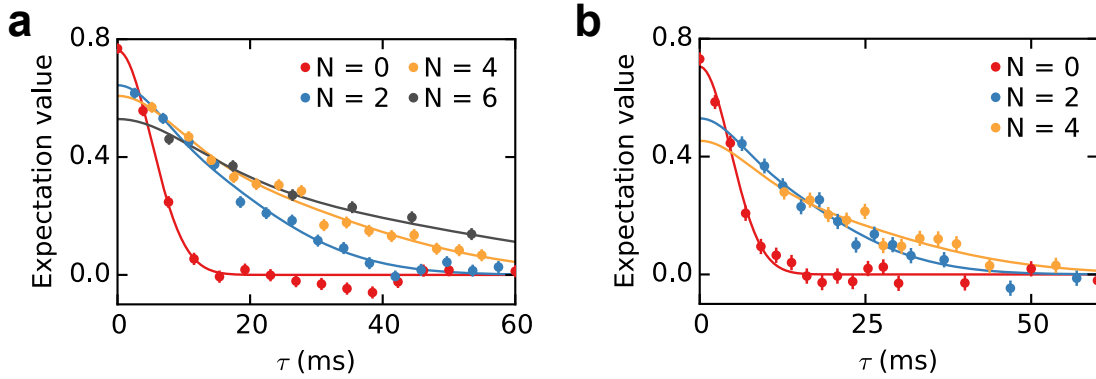 a
Expectation value
0.8
0.4
0.0
N = 0
N = 4
N = 2
N = 6
0
20
40
60
τ (ms)
b
Expectation value
0.8
0.4
0.0
N = 0
N = 2
N = 4
0
25
50
τ (ms)